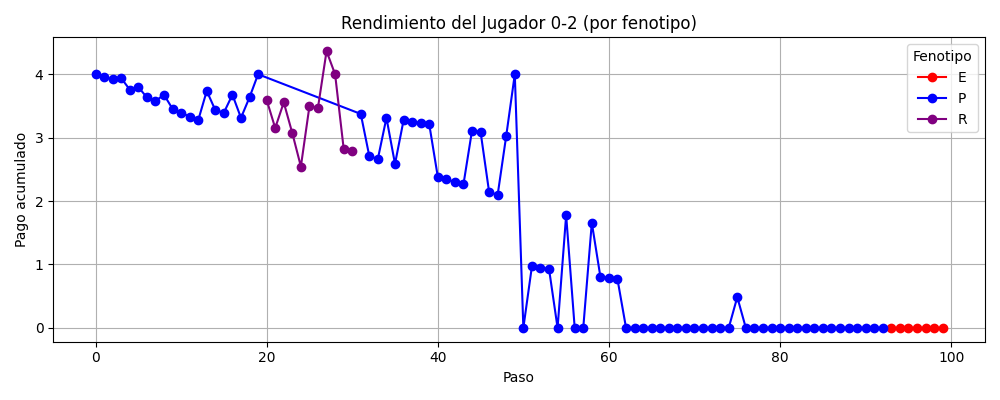 Rendimiento del Jugador 0-2 (por fenotipo)
Pago acumulado
4
3
2
1
0
Fenotipo
E
P
R
0 20 40 60 80 100
Paso